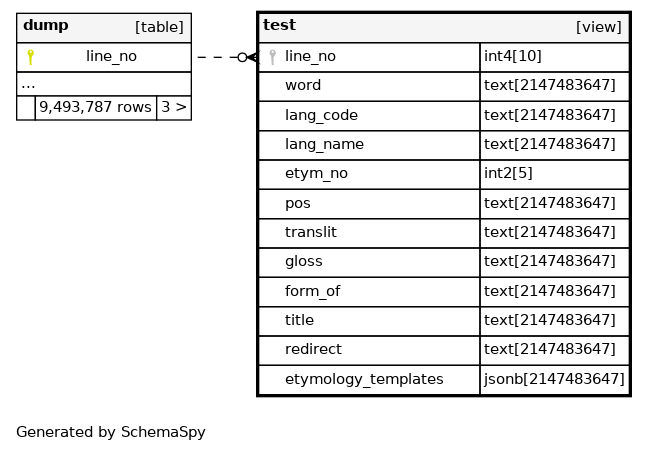 dump [table]
line_no
...
9,493,787 rows 3 >
test [view]
line_no int4[10]
word text[2147483647]
lang_code text[2147483647]
lang_name text[2147483647]
etym_no int2[5]
pos text[2147483647]
translit text[2147483647]
gloss text[2147483647]
form_of text[2147483647]
title text[2147483647]
redirect text[2147483647]
etymology_templates jsonb[2147483647]
Generated by SchemaSpy